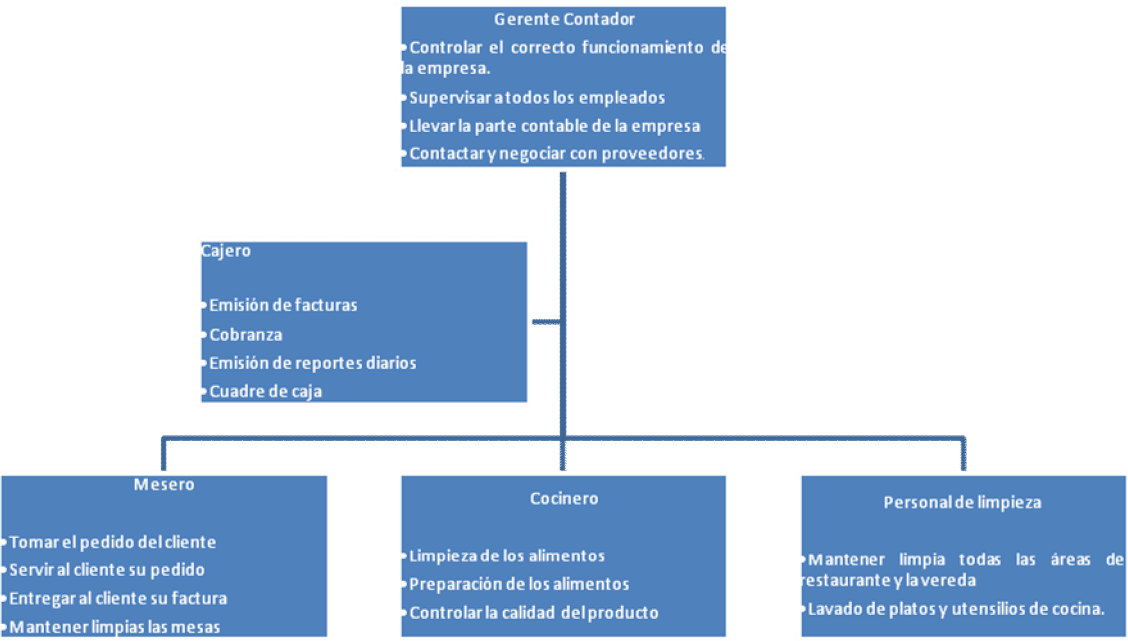 Gerente Contador
•Controlar el correcto funcionamiento de
la empresa.
•Supervisar a todos los empleados
•Llevar la parte contable de la empresa
•Contactar y negociar con proveedores.
Cajero
•Emisión de facturas
•Cobranza
•Emisión de reportes diarios
•Cuadre de caja
Mesero
•Tomar el pedido del cliente
•Servir al cliente su pedido
•Entregar al cliente su factura
•Mantener limpias las mesas
Cocinero
•Limpieza de los alimentos
•Preparación de los alimentos
•Controlar la calidad del producto
Personal de limpieza
•Mantener limpia todas las áreas de
restaurante y la vereda
•Lavado de platos y utensilios de cocina.